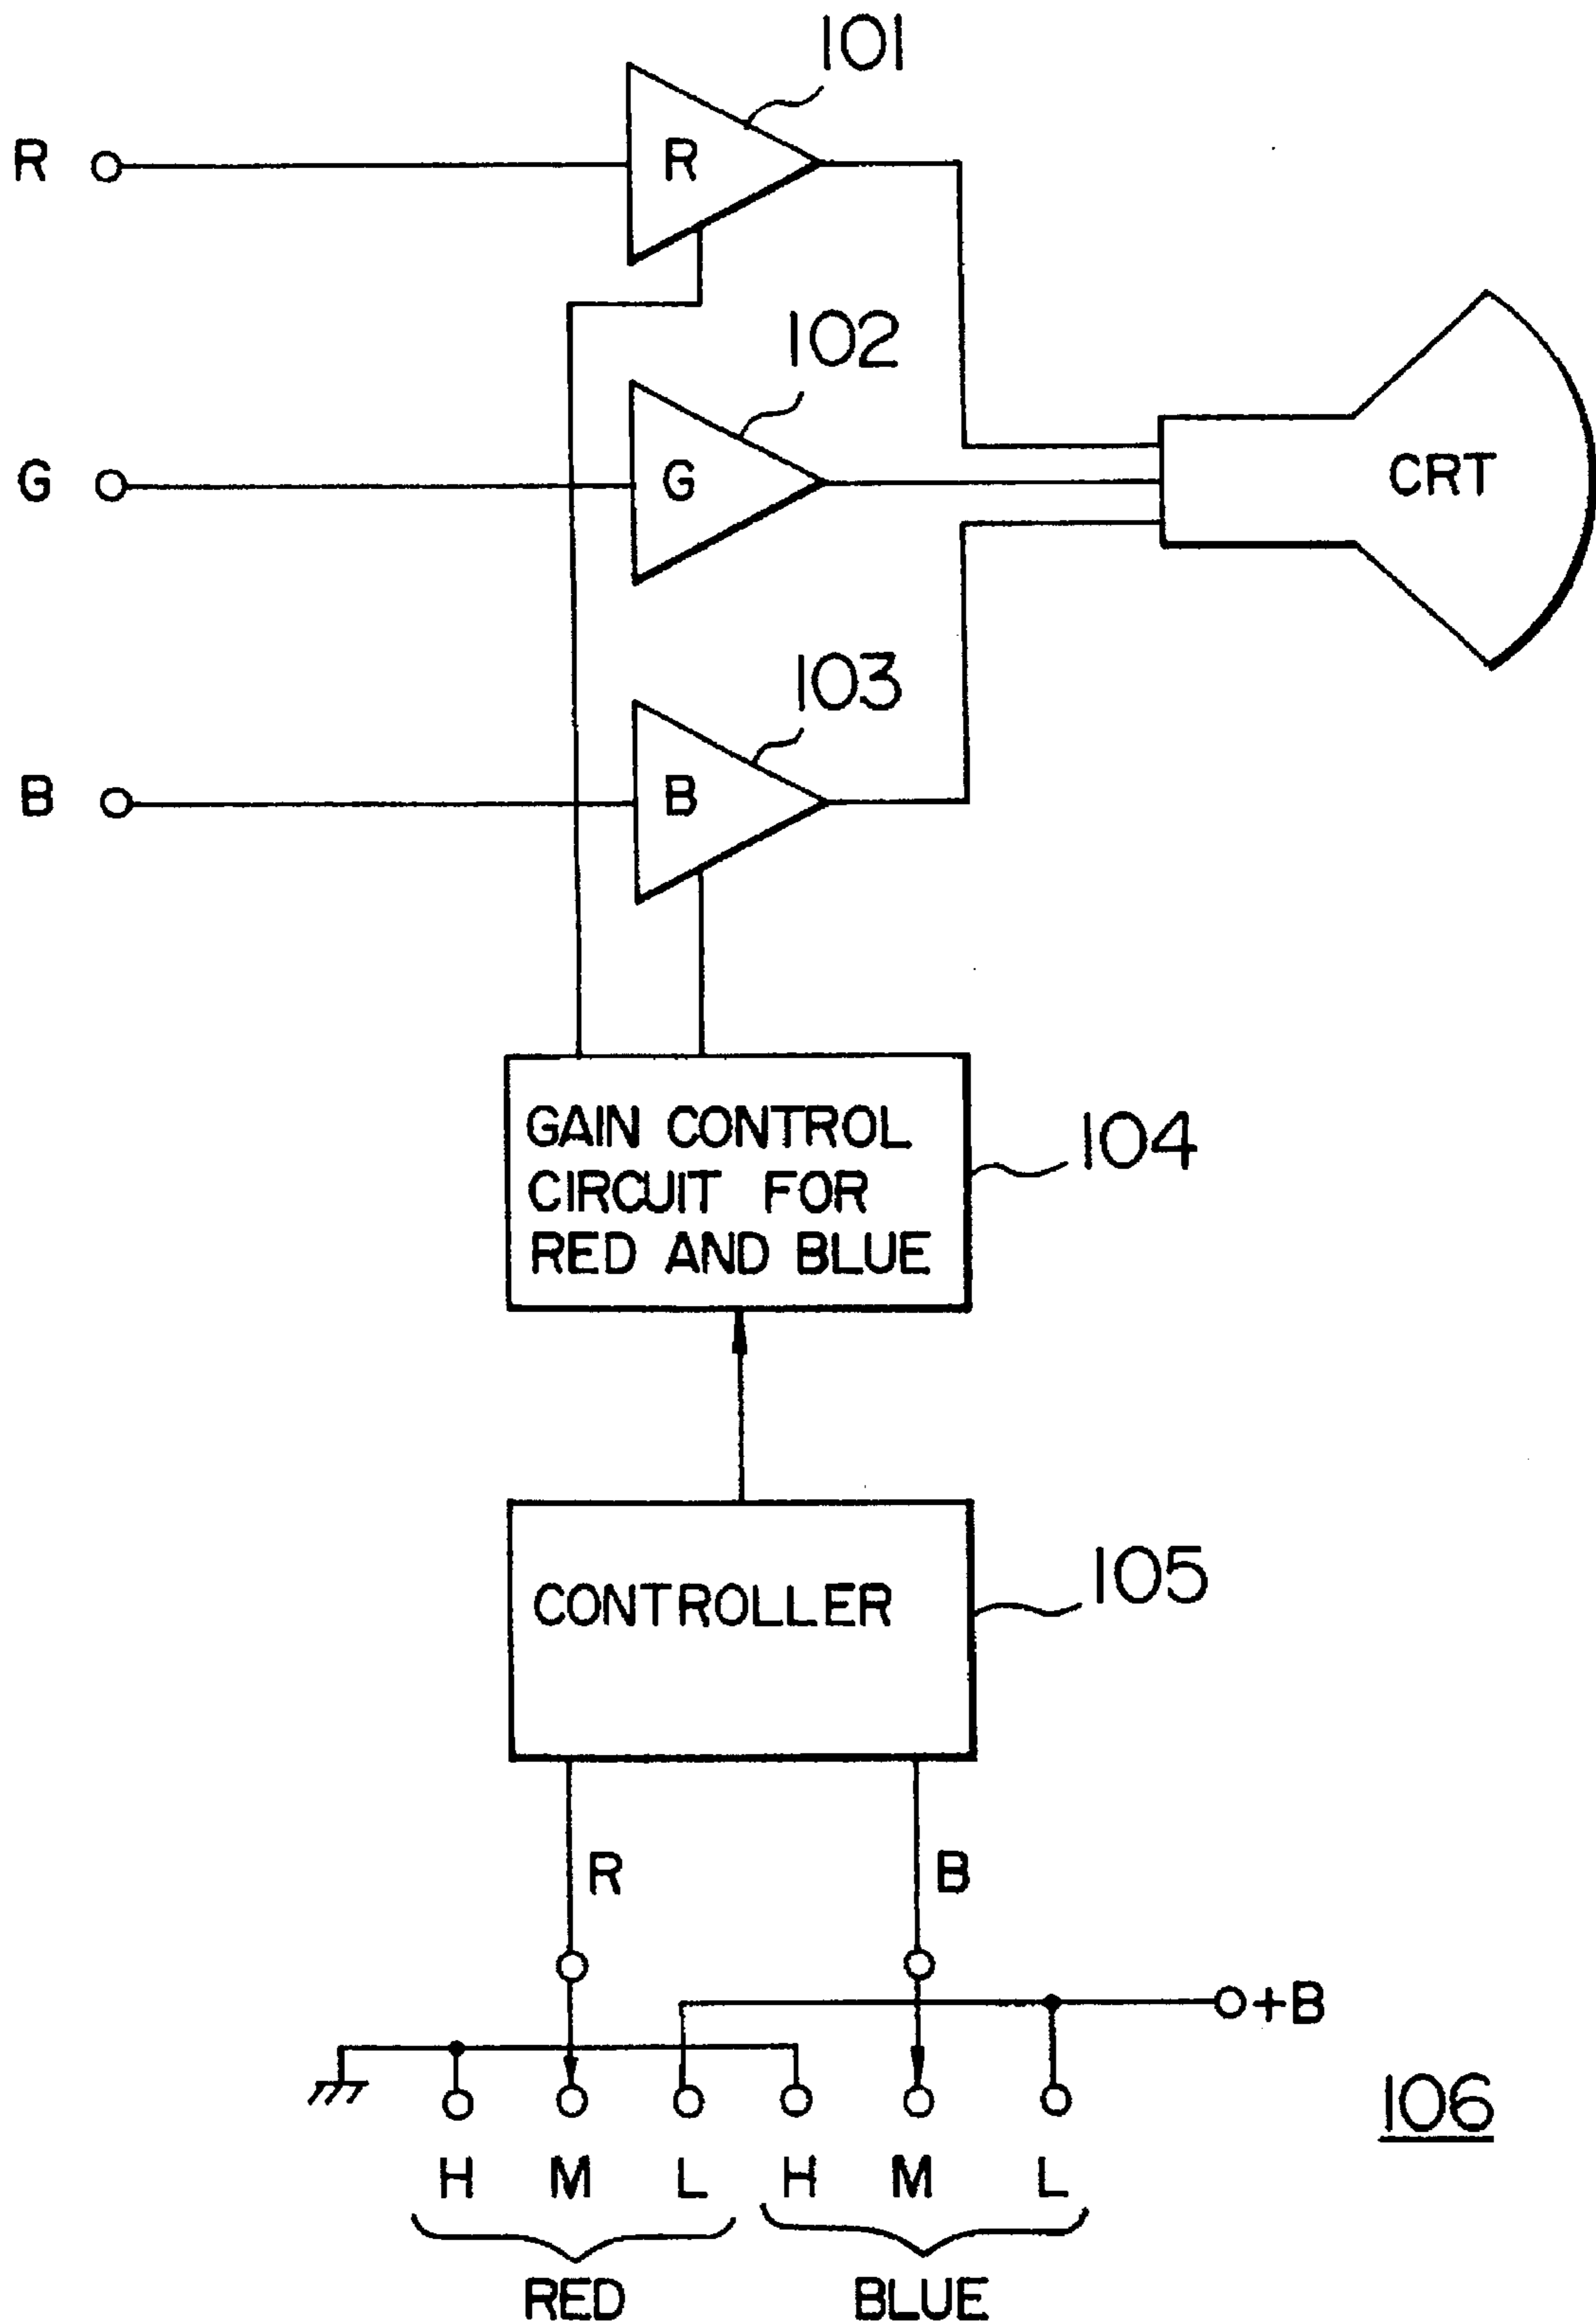 101
R
R
102
G
G
CRT
103
B
B
GAIN CONTROL
CIRCUIT FOR
RED AND BLUE
104
CONTROLLER
105
R
B
+B
106
H M L H M L
RED BLUE